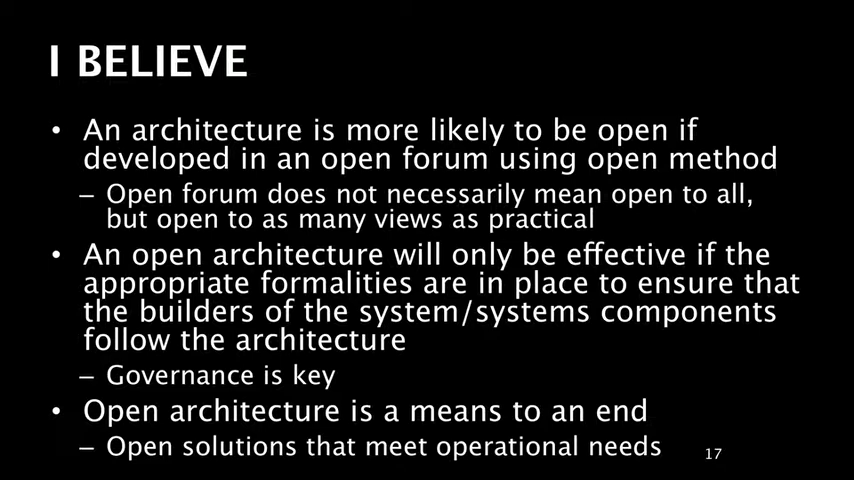 I BELIEVE
• An architecture is more likely to be open if
developed in an open forum using open method
– Open forum does not necessarily mean open to all,
but open to as many views as practical
• An open architecture will only be effective if the
appropriate formalities are in place to ensure that
the builders of the system/systems components
follow the architecture
– Governance is key
• Open architecture is a means to an end
– Open solutions that meet operational needs
17